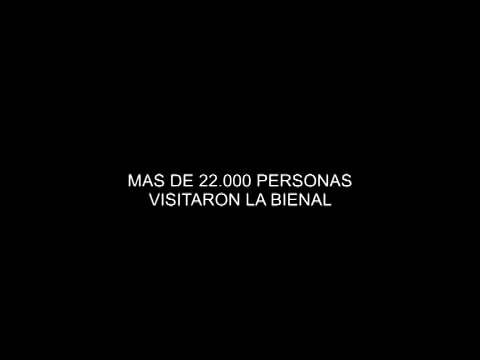 MAS DE 22.000 PERSONAS
VISITARON LA BIENAL